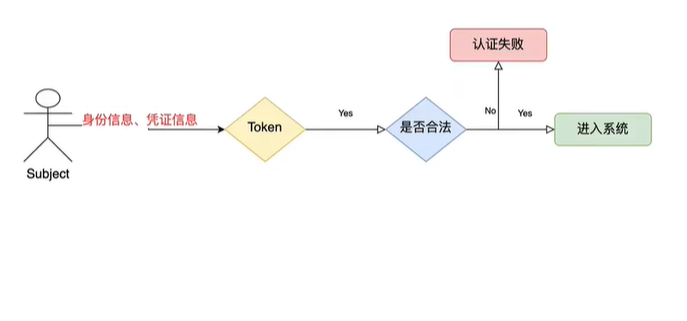 认证失败
身份信息、凭证信息
Yes
No
Yes
Token
是否合法
进入系统
Subject